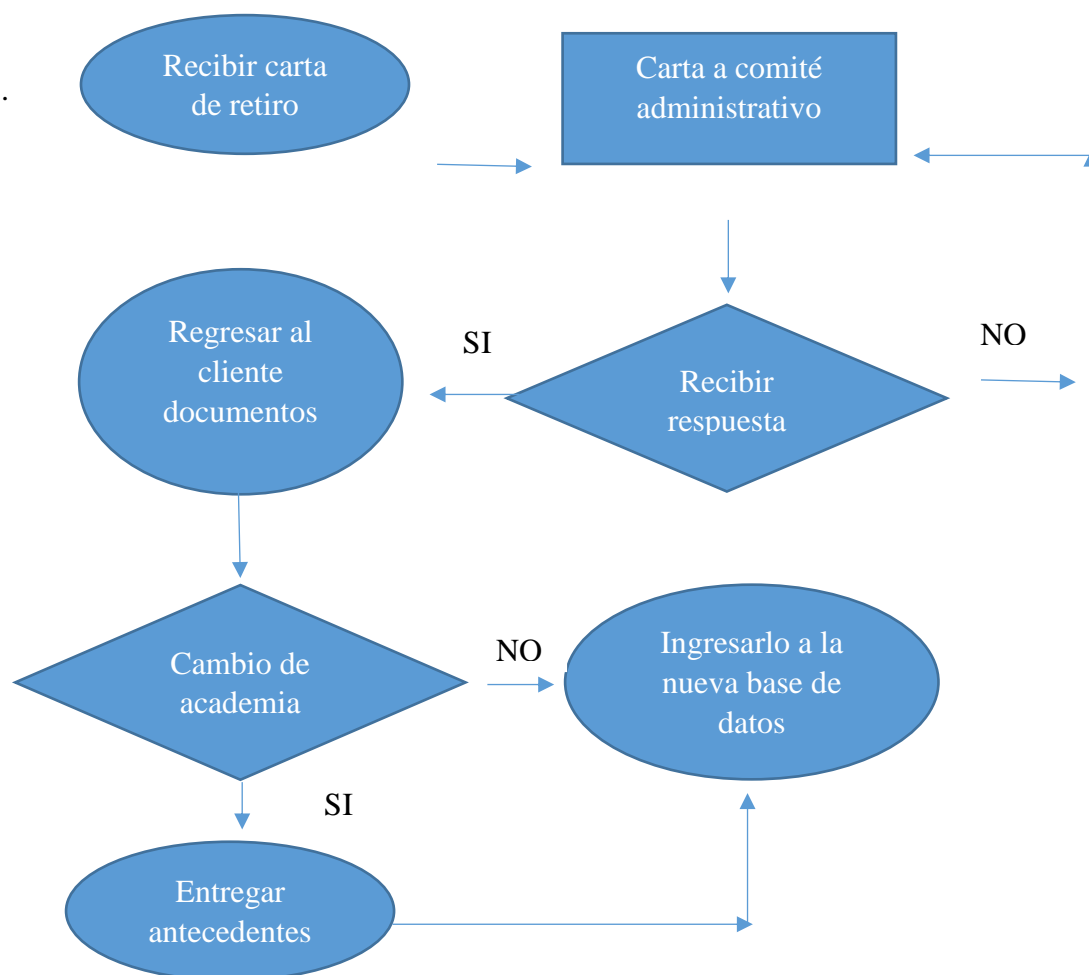 Recibir carta
de retiro
.
Carta a comité
administrativo
Regresar al
cliente
documentos
SI
Recibir
respuesta
NO
Cambio de
academia
NO
Ingresarlo a la
nueva base de
datos
SI
Entregar
antecedentes